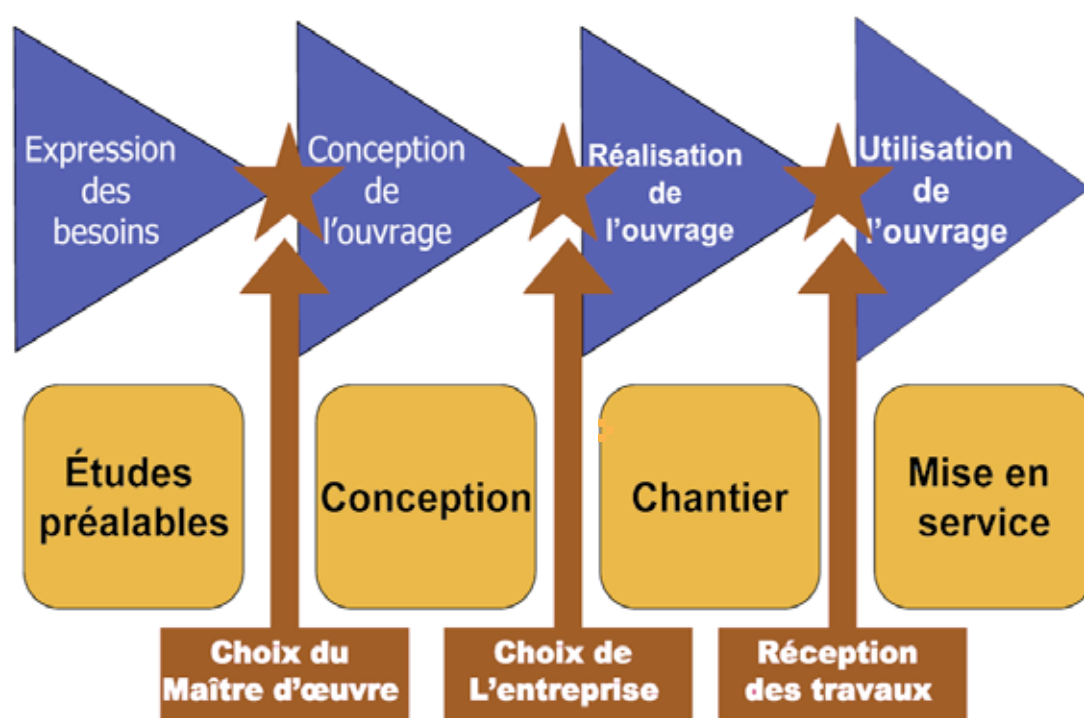 Expression
des
besoins
Conception
de
l'ouvrage
Réalisation
de
l'ouvrage
Utilisation
de
l'ouvrage
Études
préalables
Conception
Chantier
Mise en
service
Choix du
Maître d'œuvre
Choix de
L'entreprise
Réception
des travaux